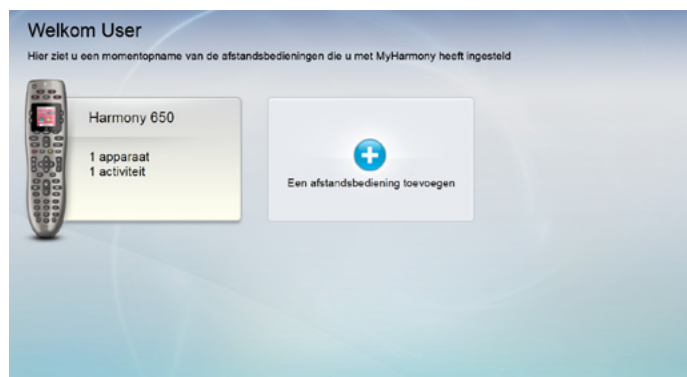 Welkom User
Hier ziet u een momentopname van de afstandsbedieningen die u met MyHarmony heeft ingesteld
Harmony 650
1 apparaat
1 activiteit
Een afstandsbediening toevoegen